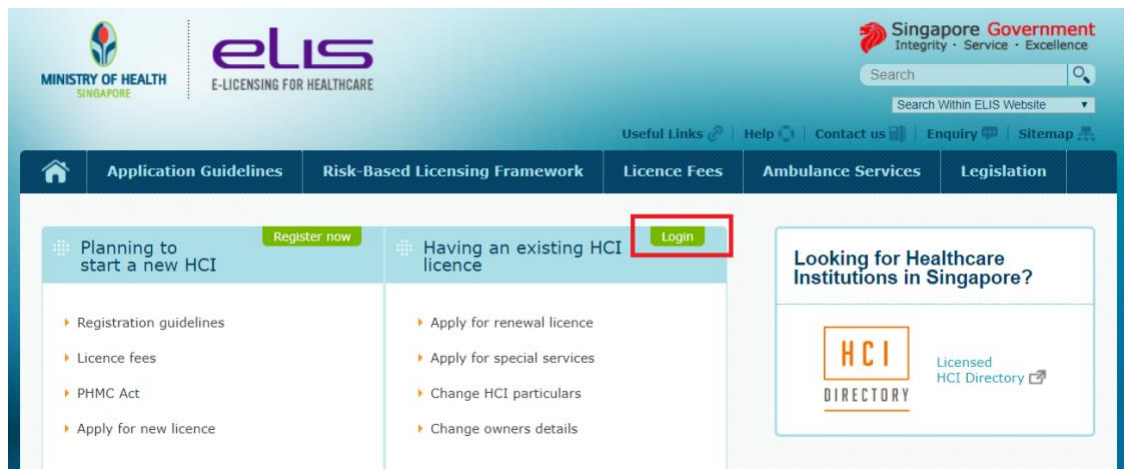 MINISTRY OF HEALTH
SINGAPORE
eLIS
E-LICENSING FOR HEALTHCARE
Singapore Government
Integrity · Service · Excellence
Search
Search Within ELIS Website
Useful Links | Help | Contact us | Enquiry | Sitemap
Application Guidelines
Risk-Based Licensing Framework
Licence Fees
Ambulance Services
Legislation
Planning to
start a new HCI
Register now
Registration guidelines
Licence fees
PHMC Act
Apply for new licence
Having an existing HCI
licence
Login
Apply for renewal licence
Apply for special services
Change HCI particulars
Change owners details
Looking for Healthcare
Institutions in Singapore?
HCI
DIRECTORY
Licensed
HCI Directory